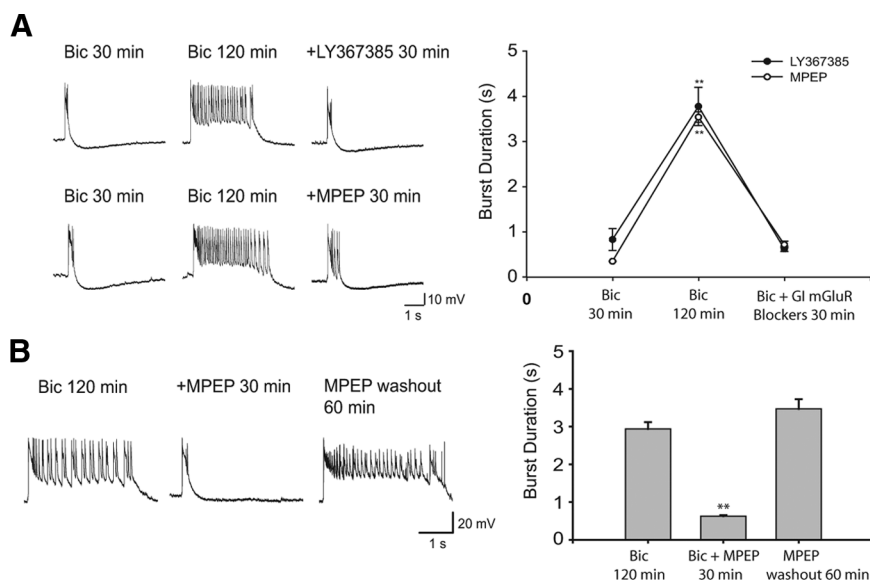 A
Bic 30 min
Bic 120 min
+LY367385 30 min
Bic 30 min
Bic 120 min
+MPEP 30 min
10 mV
1 s
Burst Duration (s)
5
4
3
2
1
0
LY367385
MPEP
**
**
0
Bic
30 min
Bic
120 min
Bic + GI mGluR
Blockers 30 min
B
Bic 120 min
+MPEP 30 min
MPEP washout
60 min
20 mV
1 s
Burst Duration (s)
5
4
3
2
1
0
**
Bic
120 min
Bic + MPEP
30 min
MPEP
washout 60 min